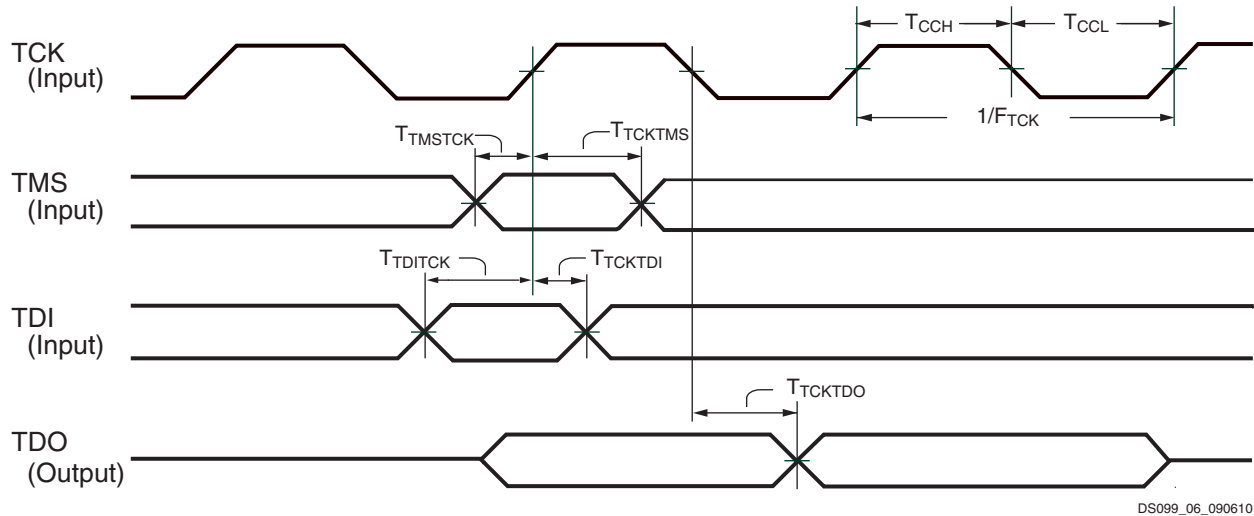 TCK
(Input)
TCCH
TCCL
1/FTCK
TTMSTCK
TTCKTMS
TMS
(Input)
TTDITCK
TTCKTDI
TDI
(Input)
TTCKTDO
TDO
(Output)
DS099_06_090610